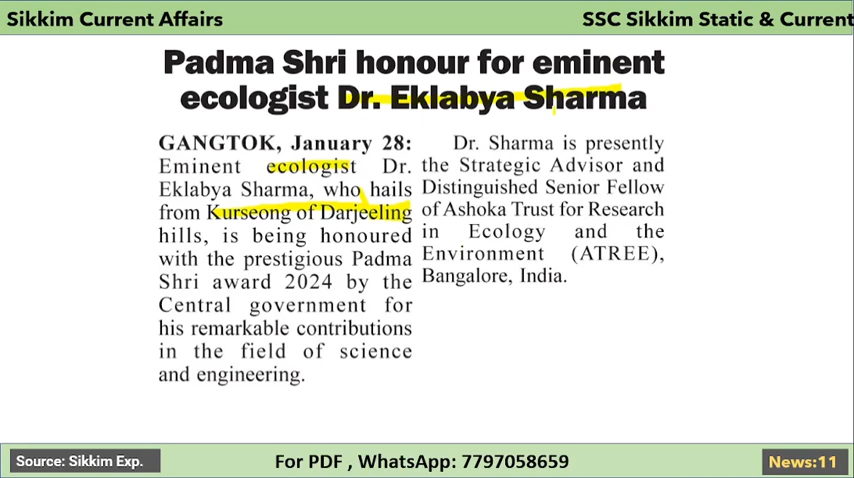 Sikkim Current Affairs
SSC Sikkim Static & Current
Padma Shri honour for eminent
ecologist Dr. Eklabya Sharma
GANGTOK, January 28:
Eminent ecologist Dr.
Eklabya Sharma, who hails
from Kurseong of Darjeeling
hills, is being honoured
with the prestigious Padma
Shri award 2024 by the
Central government for
his remarkable contributions
in the field of science
and engineering.
Dr. Sharma is presently
the Strategic Advisor and
Distinguished Senior Fellow
of Ashoka Trust for Research
in Ecology and the
Environment (ATREE),
Bangalore, India.
Source: Sikkim Exp.
For PDF , WhatsApp: 7797058659
News:11